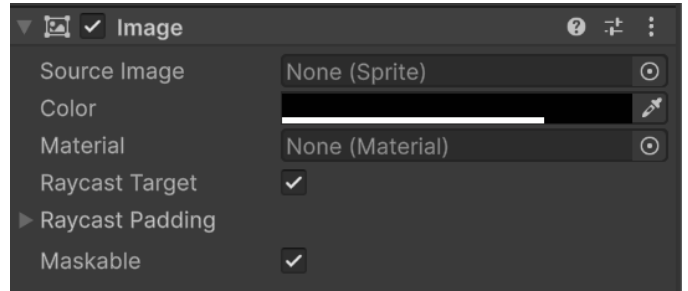 Image
Source Image None (Sprite)
Color
Material None (Material)
Raycast Target
Raycast Padding
Maskable